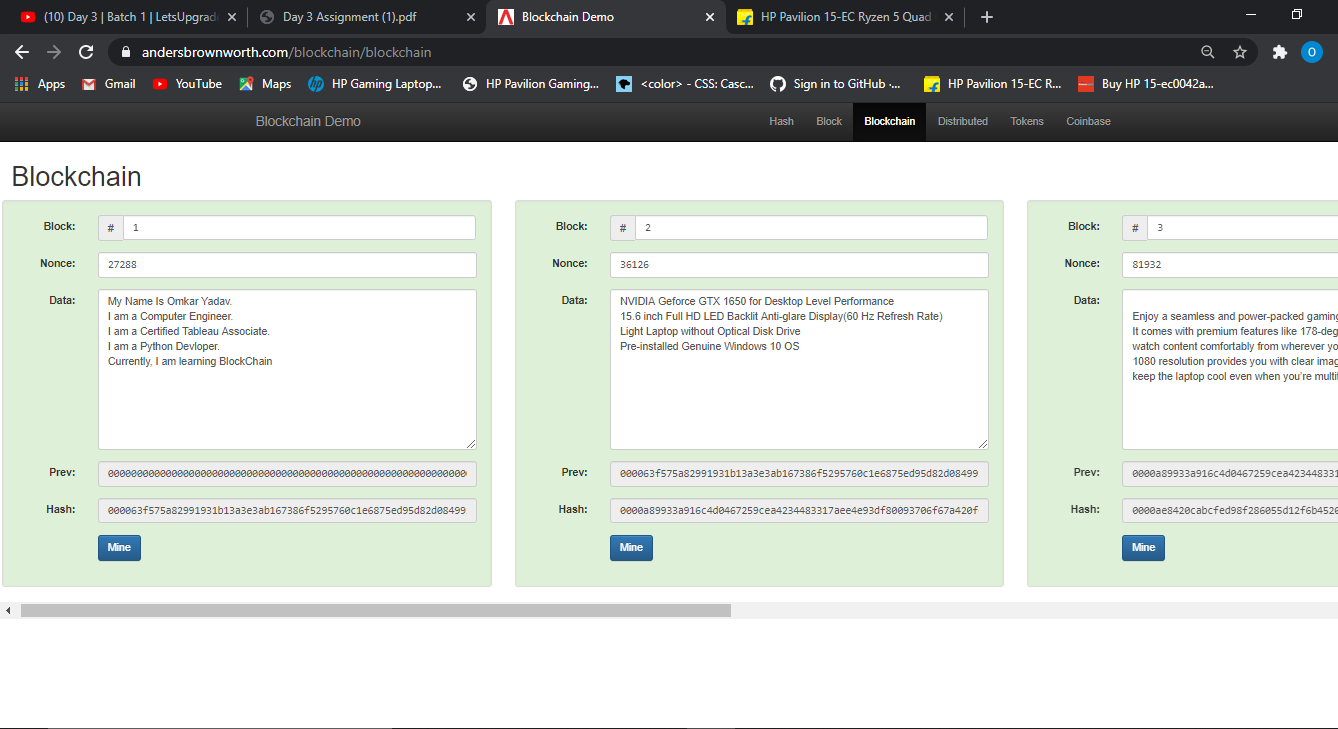 (10) Day 3 | Batch 1 | LetsUpgrad
Day 3 Assignment (1).pdf
Blockchain Demo
HP Pavilion 15-EC Ryzen 5 Quad
andersbrownworth.com/blockchain/blockchain
O
Apps
Gmail
YouTube
Maps
HP Gaming Laptop...
HP Pavilion Gaming...
<color> - CSS: Casc...
Sign in to GitHub ·...
HP Pavilion 15-EC R...
Buy HP 15-ec0042a...
Blockchain Demo
Hash
Block
Blockchain
Distributed
Tokens
Coinbase
Blockchain
Block:
# 1
Nonce:
27288
Data:
My Name Is Omkar Yadav.
I am a Computer Engineer.
I am a Certified Tableau Associate.
I am a Python Devloper.
Currently, I am learning BlockChain
Prev:
Hash:
000063f575a82991931b13a3e3ab167386f5295760c1e6875ed95d82d08499
Mine
Block:
# 2
Nonce:
36126
Data:
NVIDIA Geforce GTX 1650 for Desktop Level Performance
15.6 inch Full HD LED Backlit Anti-glare Display(60 Hz Refresh Rate)
Light Laptop without Optical Disk Drive
Pre-installed Genuine Windows 10 OS
Prev:
000063f575a82991931b13a3e3ab167386f5295760c1e6875ed95d82d08499
Hash:
0000a89933a916c4d0467259cea4234483317aee4e93df80093706f67a420f
Mine
Block:
# 3
Nonce:
81932
Data:
Enjoy a seamless and power-packed gaming
It comes with premium features like 178-deg
watch content comfortably from wherever yo
1080 resolution provides you with clear imag
keep the laptop cool even when you're multit
Prev:
0000a89933a916c4d0467259cea4234483317
Hash:
0000ae8420cabcfed98f286055d12f6b4526
Mine